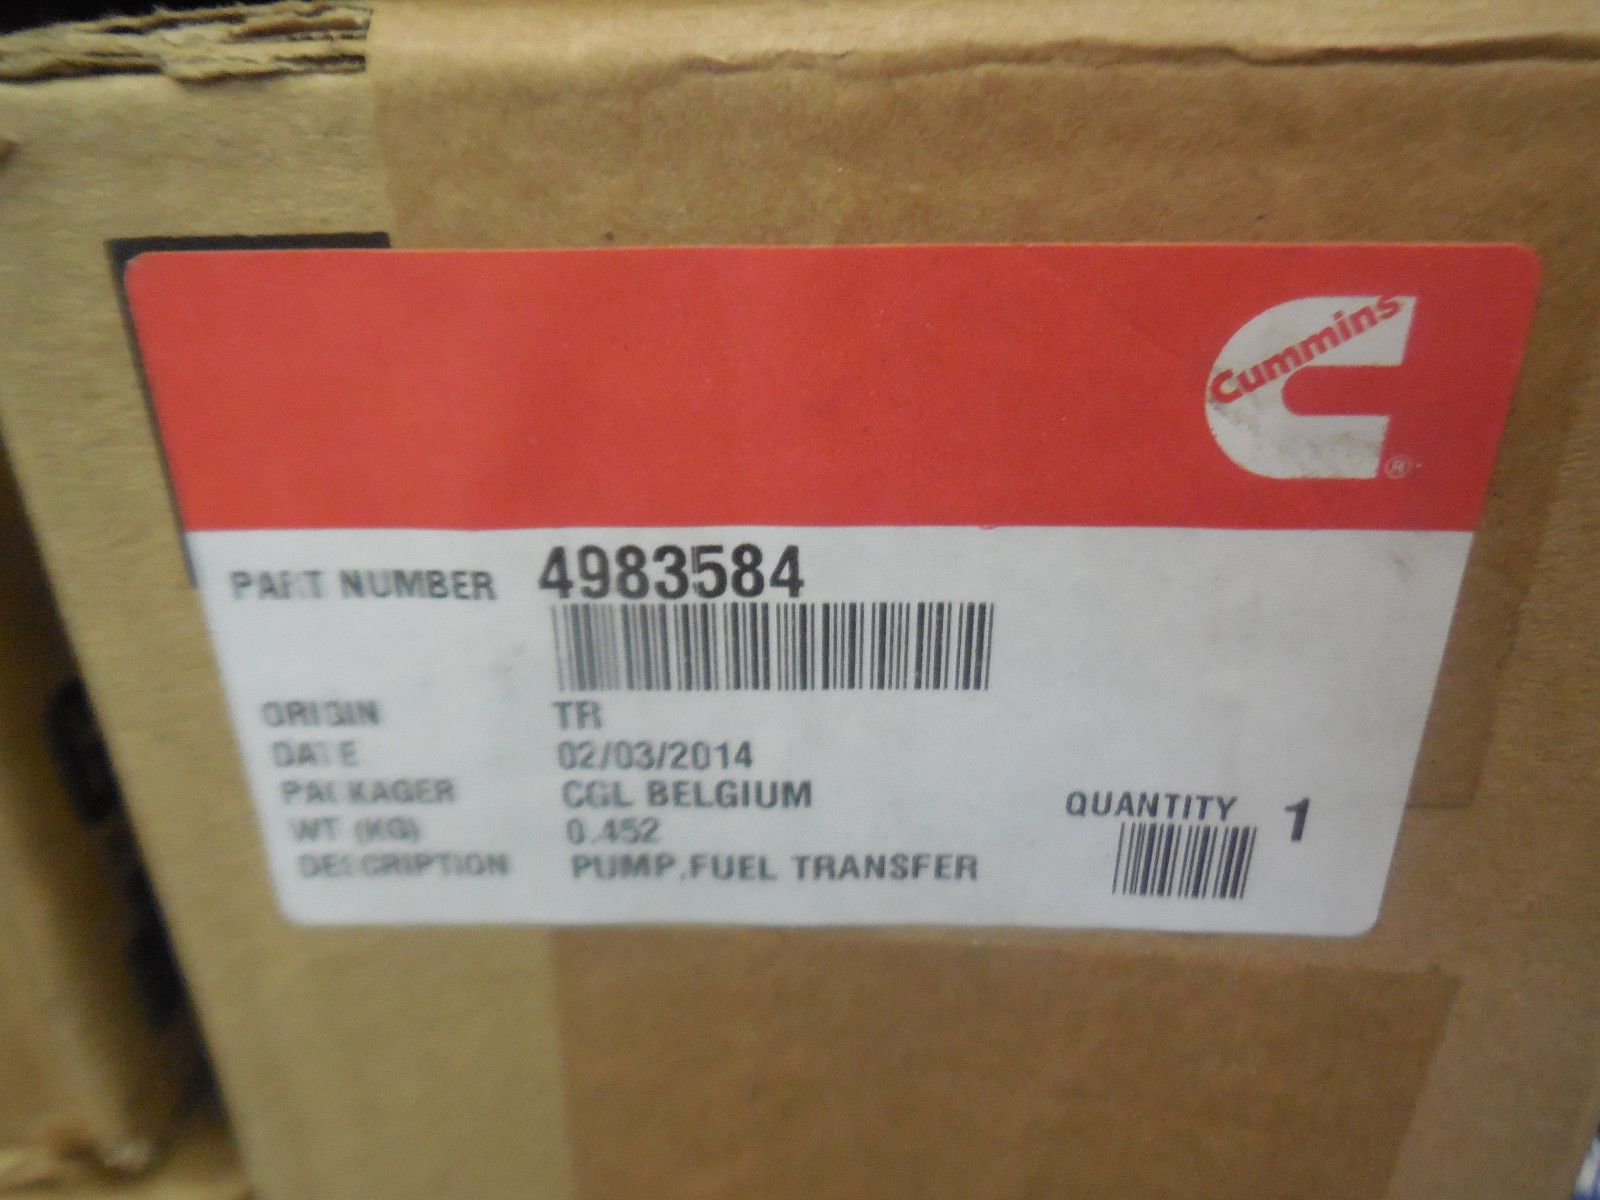 Cummins
®
PART NUMBER 4983584
ORIGIN TR
DATE 02/03/2014
PACKAGER CGL BELGIUM
WT (KG) 0.452
DESCRIPTION PUMP,FUEL TRANSFER
QUANTITY 1